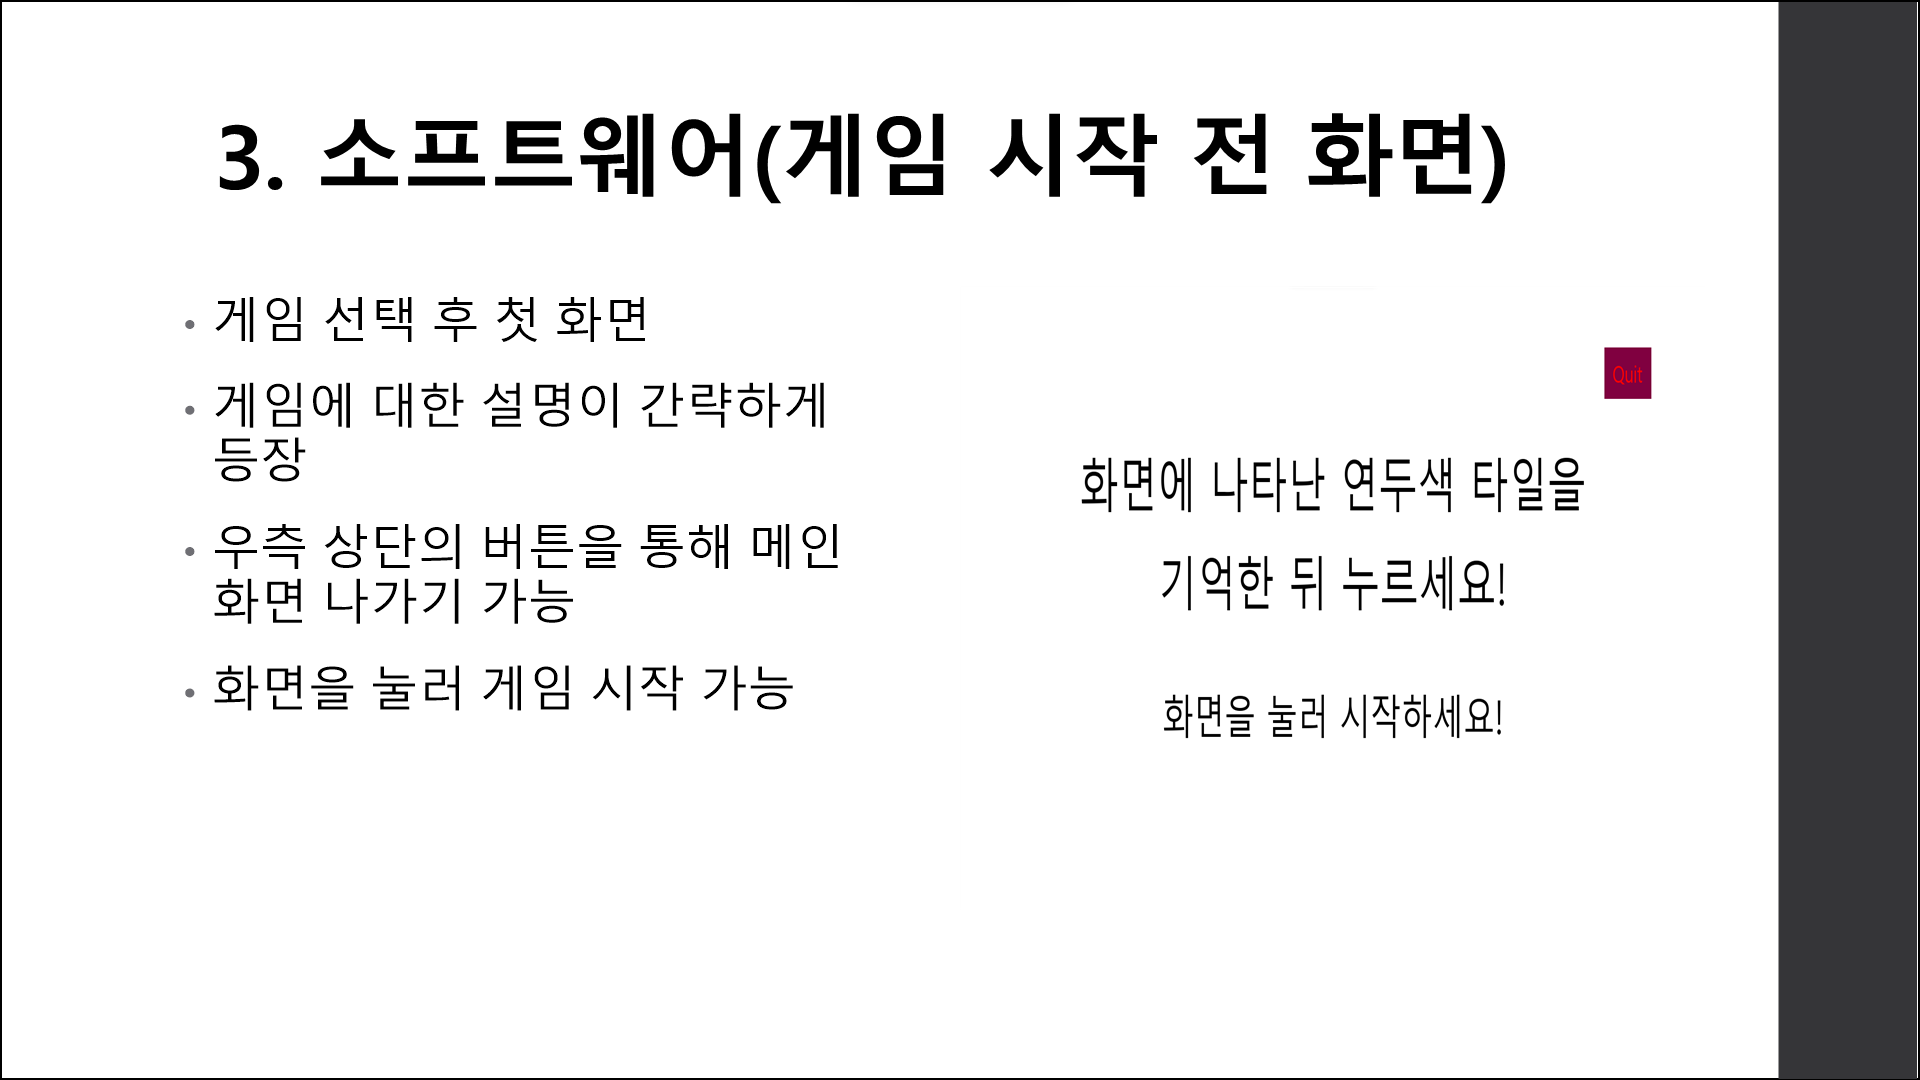 3. 소프트웨어(게임 시작 전 화면)
• 게임 선택 후 첫 화면
• 게임에 대한 설명이 간략하게
등장
• 우측 상단의 버튼을 통해 메인
화면 나가기 가능
• 화면을 눌러 게임 시작 가능
Quit
화면에 나타난 연두색 타일을
기억한 뒤 누르세요!
화면을 눌러 시작하세요!